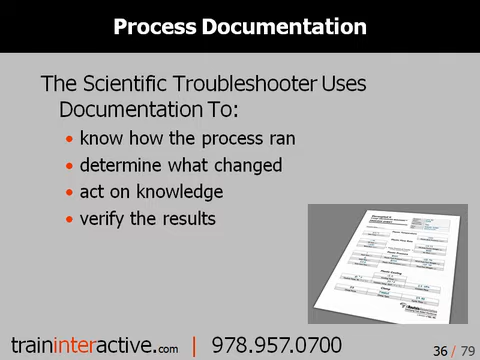 Process Documentation
The Scientific Troubleshooter Uses
Documentation To:
• know how the process ran
• determine what changed
• act on knowledge
• verify the results
traininteractive.com | 978.957.0700
36 / 79